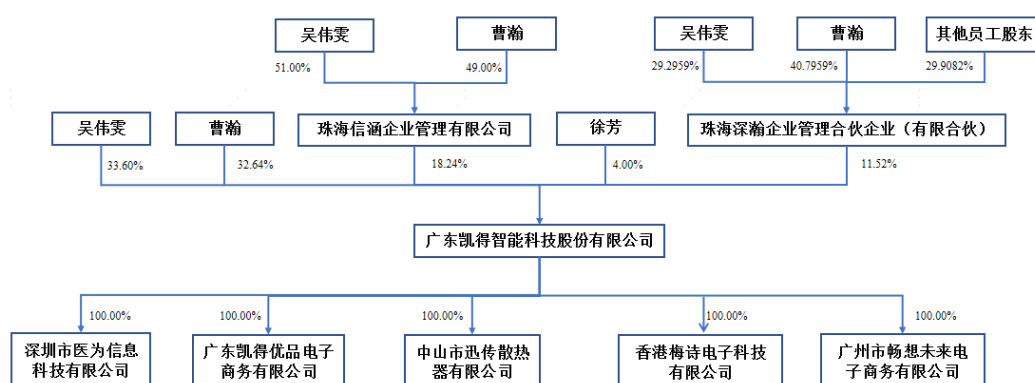 吴伟雯
曹瀚
吴伟雯
曹瀚
其他员工股东
51.00%
49.00%
29.2959%
40.7959%
29.9082%
吴伟雯
曹瀚
珠海信涵企业管理有限公司
徐芳
珠海深瀚企业管理合伙企业（有限合伙）
33.60%
32.64%
18.24%
4.00%
11.52%
广东凯得智能科技股份有限公司
100.00%
100.00%
100.00%
100.00%
100.00%
深圳市医为信息
科技有限公司
广东凯得优品电子
商务有限公司
中山市迅传散热
器有限公司
香港梅诗电子科技
有限公司
广州市畅想未来电
子商务有限公司